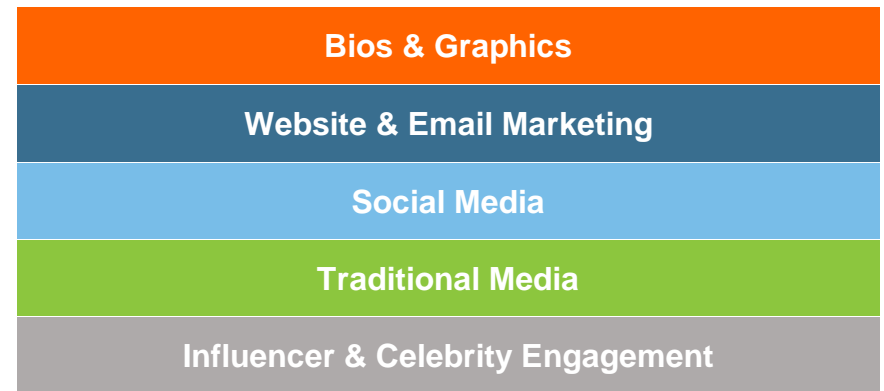 Bios & Graphics
Website & Email Marketing
Social Media
Traditional Media
Influencer & Celebrity Engagement